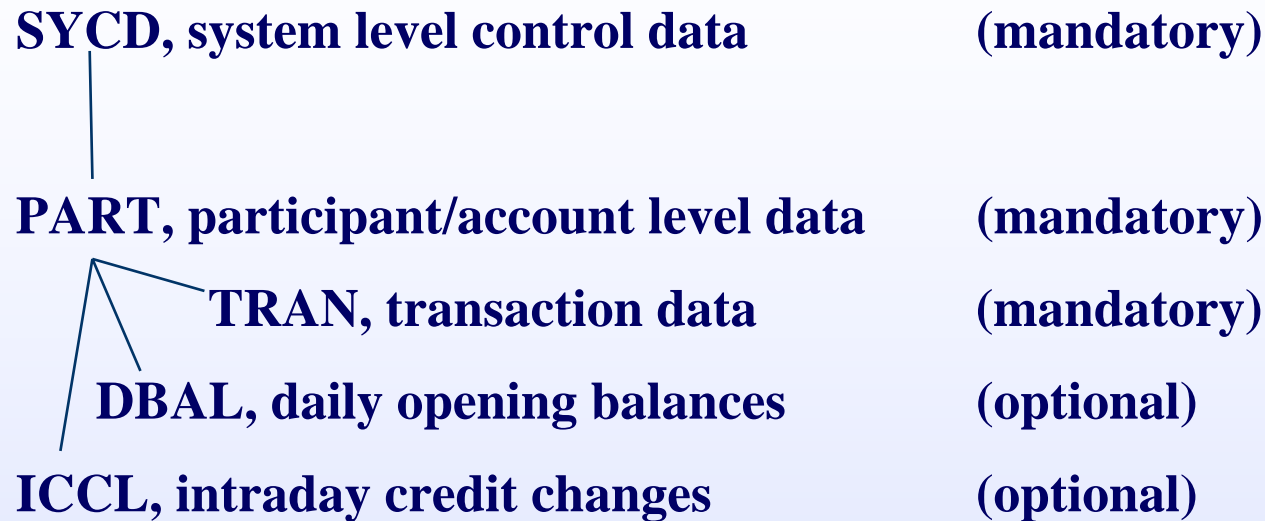 SYCD, system level control data (mandatory)
PART, participant/account level data (mandatory)
TRAN, transaction data (mandatory)
DBAL, daily opening balances (optional)
ICCL, intraday credit changes (optional)